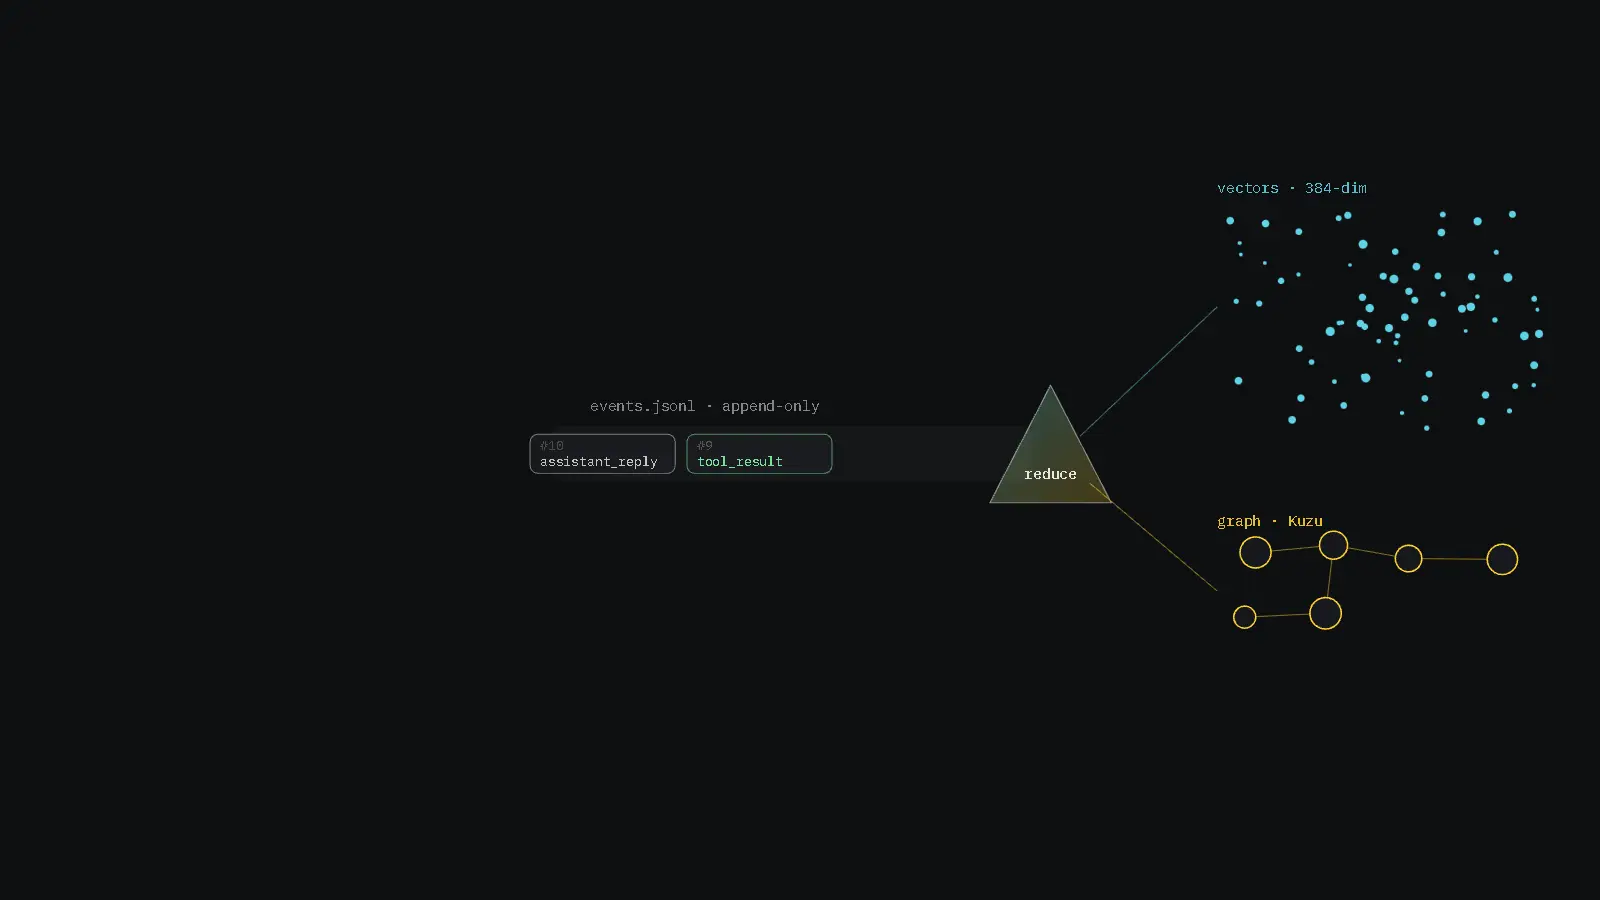 vectors · 384-dim
events.jsonl · append-only
#10
assistant_reply
#9
tool_result
reduce
graph · Kuzu